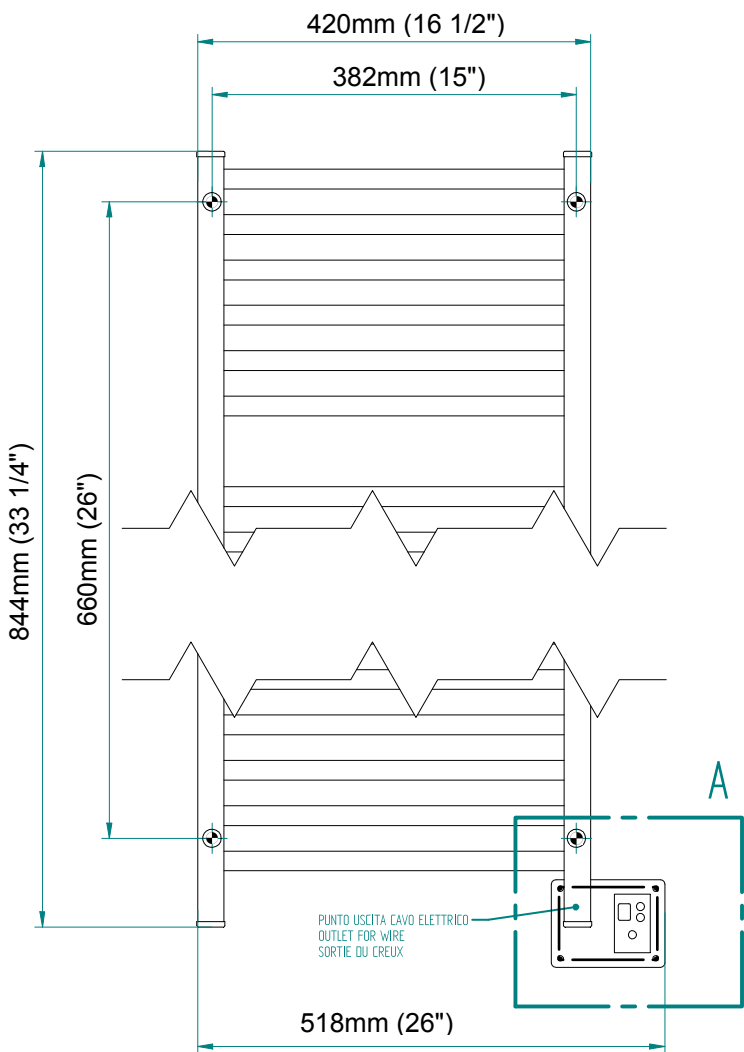 420mm (16 1/2")
382mm (15")
844mm (33 1/4")
660mm (26")
A
PUNTO USCITA CAVO ELETTRICO
OUTLET FOR WIRE
SORTIE DU CREUX
518mm (26")